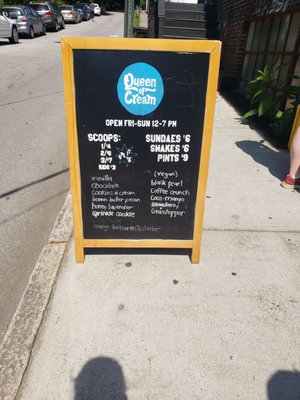 Queen
of
Cream
OPEN FRI-SUN 12-7 PM
SCOOPS:
1/4
2/6
3/7
KIDS 3
vanilla
Chocolate
Cookies & cream
brown butter pecan
honey lavender
Sprinkle cookie
SUNDAES $6
SHAKES $6
PINTS $9
(vegan)
black pearl
coffee crunch
Coco-mango
Strawberry
Grasshopper